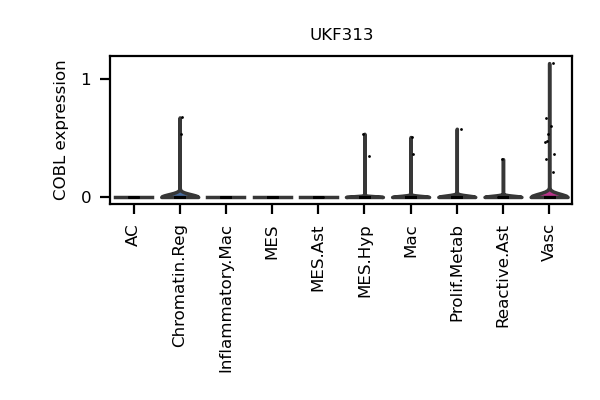 UKF313
COBL expression
1
0
AC
Chromatin.Reg
Inflammatory.Mac
MES
MES.Ast
MES.Hyp
Mac
Prolif.Metab
Reactive.Ast
Vasc